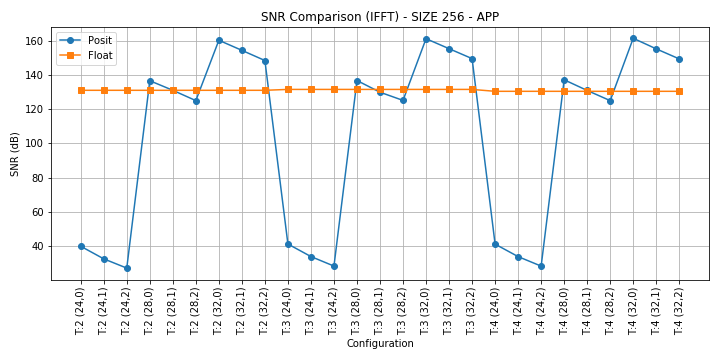 SNR Comparison (IFFT) - SIZE 256 - APP
Posit
Float
SNR (dB)
160
140
120
100
80
60
40
T:2 (24,0)
T:2 (24,1)
T:2 (24,2)
T:2 (28,0)
T:2 (28,1)
T:2 (28,2)
T:2 (32,0)
T:2 (32,1)
T:2 (32,2)
T:3 (24,0)
T:3 (24,1)
T:3 (24,2)
T:3 (28,0)
T:3 (28,1)
T:3 (28,2)
T:3 (32,0)
T:3 (32,1)
T:3 (32,2)
T:4 (24,0)
T:4 (24,1)
T:4 (24,2)
T:4 (28,0)
T:4 (28,1)
T:4 (28,2)
T:4 (32,0)
T:4 (32,1)
T:4 (32,2)
Configuration